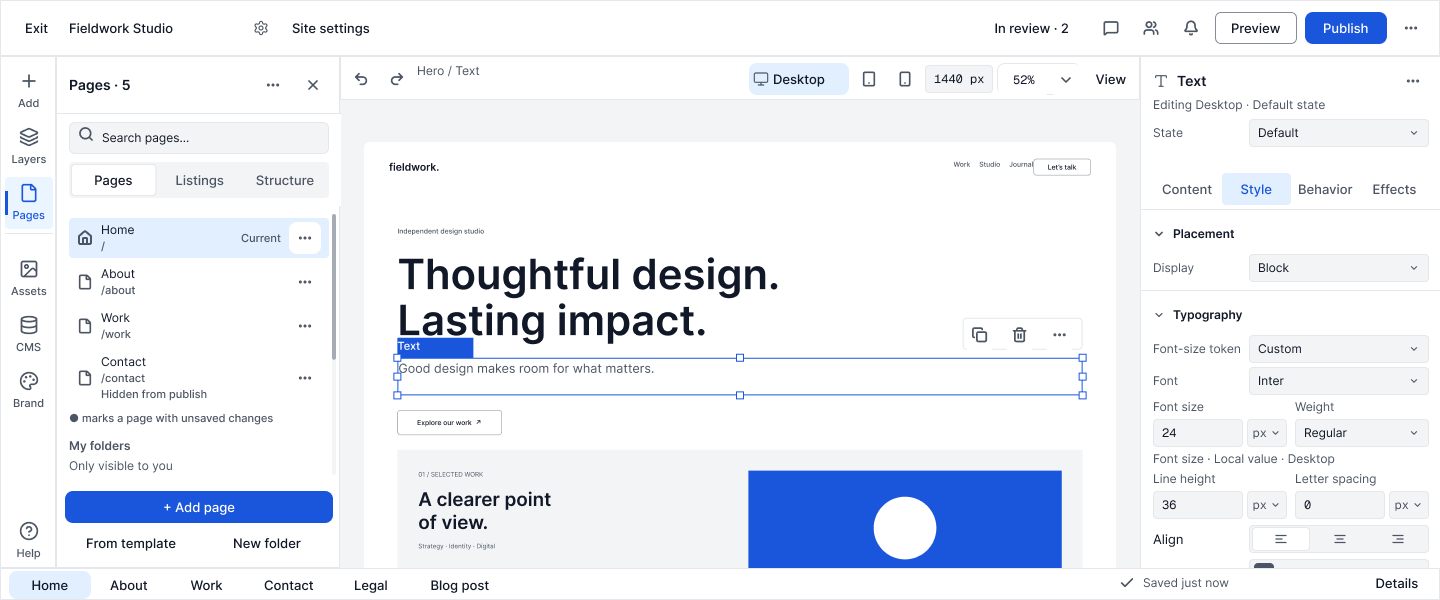 Exit
Fieldwork Studio
Site settings
In review · 2
Preview
Publish
Add
Layers
Pages
Assets
CMS
Brand
Help
Pages · 5
Search pages...
Pages
Listings
Structure
Home
/
Current
About
/about
Work
/work
Contact
/contact
Hidden from publish
marks a page with unsaved changes
My folders
Only visible to you
+ Add page
From template
New folder
Hero / Text
Desktop
1440 px
52%
View
fieldwork.
Work
Studio
Journal
Let's talk
Independent design studio
Thoughtful design.
Lasting impact.
Text
Good design makes room for what matters.
Explore our work ↗
01 / SELECTED WORK
A clearer point
of view.
Strategy · Identity · Digital
Text
Editing Desktop · Default state
State
Default
Content
Style
Behavior
Effects
Placement
Display
Block
Typography
Font-size token
Custom
Font
Inter
Font size
Weight
24
px
Regular
Font size · Local value · Desktop
Line height
Letter spacing
36
px
0
px
Align
Home
About
Work
Contact
Legal
Blog post
Saved just now
Details